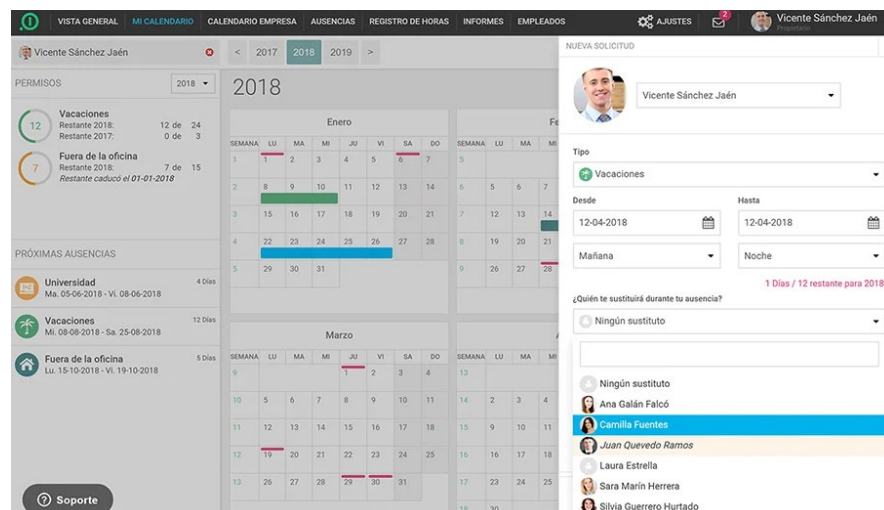 VISTA GENERAL MI CALENDARIO CALENDARIO EMPRESA AUSENCIAS REGISTRO DE HORAS INFORMES EMPLEADOS AJUSTES 2 Vicente Sánchez Jaén
Propietario
Vicente Sánchez Jaén
< 2017 2018 2019 >
PERMISOS 2018
Vacaciones
12 Restante 2018: 12 de 24
Restante 2017: 0 de 3
Fuera de la oficina
7 Restante 2018: 7 de 15
Restante caducó el 01-01-2018
PRÓXIMAS AUSENCIAS
Universidad 4 Días
Ma. 05-06-2018 - Vi. 08-06-2018
Vacaciones 12 Días
Mi. 08-08-2018 - Sa. 25-08-2018
Fuera de la oficina 5 Días
Lu. 15-10-2018 - Vi. 19-10-2018
Soporte
2018
Enero
SEMANA LU MA MI JU VI SA DO
1 1 2 3 4 5 6 7
2 8 9 10 11 12 13 14
3 15 16 17 18 19 20 21
4 22 23 24 25 26 27 28
5 29 30 31
Fe
SEMANA LU MA MI
5
6 5 6 7
7 12 13 14
8 19 20 21
9 26 27 28
Marzo
SEMANA LU MA MI JU VI SA DO
9 1 2 3 4
10 5 6 7 8 9 10 11
11 12 13 14 15 16 17 18
12 19 20 21 22 23 24 25
13 26 27 28 29 30 31
SEMANA LU MA MI
13
14 2 3 4
15 9 10 11
16 16 17 18
17 23 24 25
18 30
NUEVA SOLICITUD
Vicente Sánchez Jaén
Tipo
Vacaciones
Desde Hasta
12-04-2018 12-04-2018
Mañana Noche
1 Días / 12 restante para 2018
¿Quién te sustituirá durante tu ausencia?
Ningún sustituto
Ningún sustituto
Ana Galán Falcó
Camilla Fuentes
Juan Quevedo Ramos
Laura Estrella
Sara Marín Herrera
Silvia Guerrero Hurtado